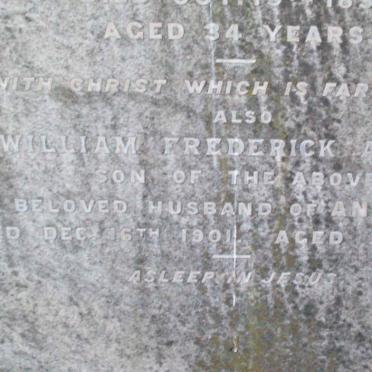 AGED 34 YEARS
WITH CHRIST WHICH IS FAR
ALSO
WILLIAM FREDERICK A
SON OF THE ABOVE
BELOVED HUSBAND OF AN
D DEC. 16TH 1901. AGED
ASLEEP IN JESUS